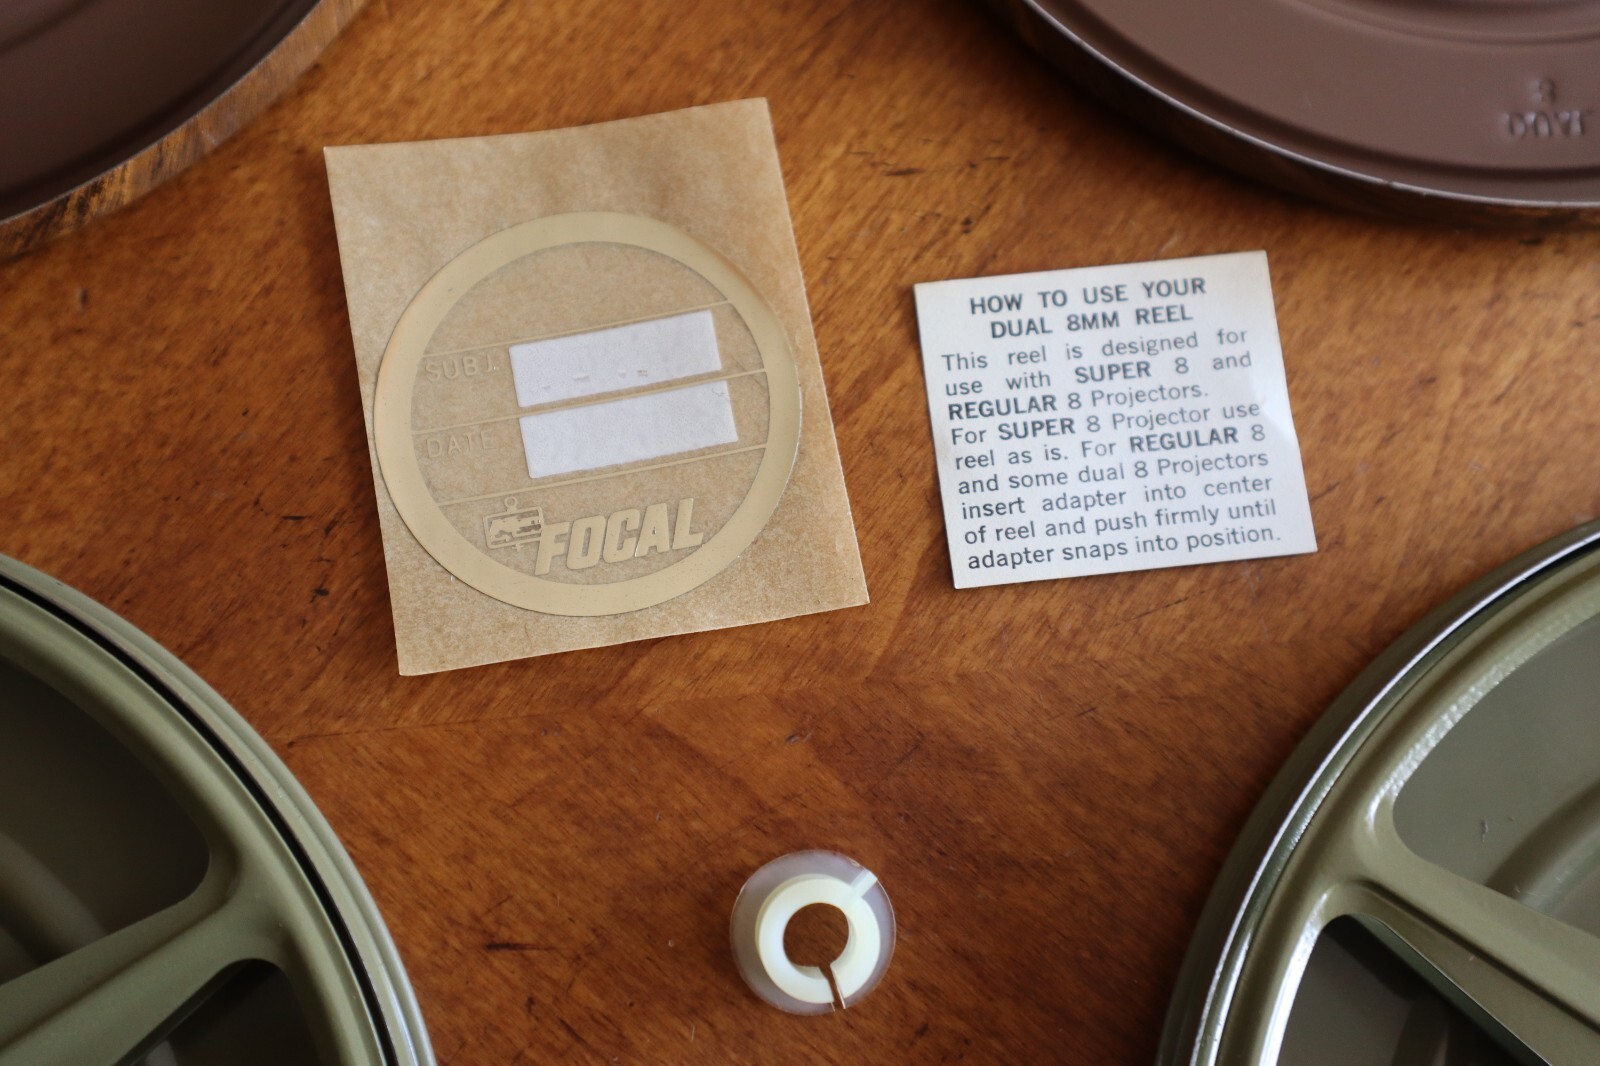 SUBJ.
DATE
FOCAL
HOW TO USE YOUR
DUAL 8MM REEL
This reel is designed for
use with SUPER 8 and
REGULAR 8 Projectors.
For SUPER 8 Projector use
reel as is. For REGULAR 8
and some dual 8 Projectors
insert adapter into center
of reel and push firmly until
adapter snaps into position.